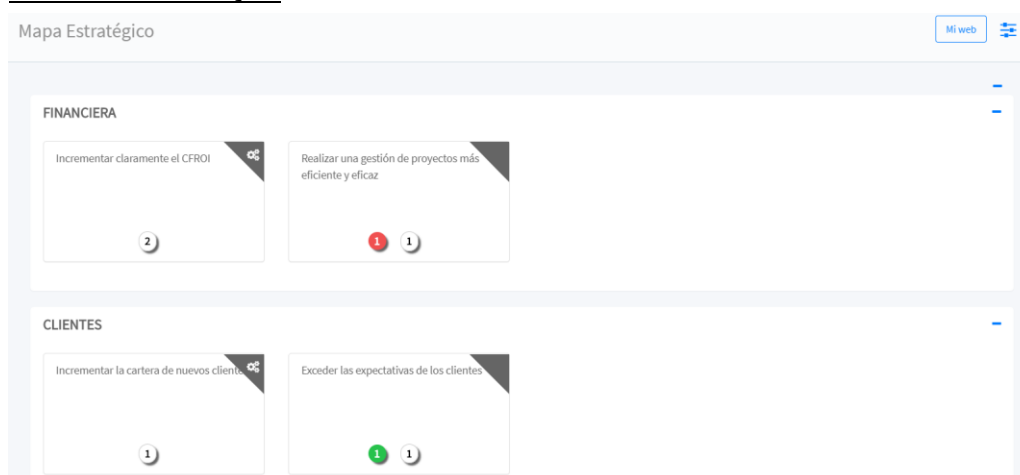 Mapa Estratégico
Mi web
FINANCIERA
Incrementar claramente el CFROI
Realizar una gestión de proyectos más
eficiente y eficaz
2
1 1
CLIENTES
Incrementar la cartera de nuevos
Exceder las expectativas de los clientes
1
1 1